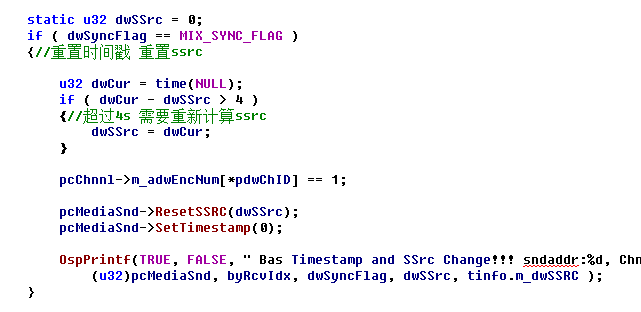 static u32 dwSSrc = 0;
if ( dwSyncFlag == MIX_SYNC_FLAG )
{//重置时间戳 重置ssrc
u32 dwCur = time(NULL);
if ( dwCur - dwSSrc > 4 )
{//超过4s 需要重新计算ssrc
dwSSrc = dwCur;
}
pcChnnl->m_adwEncNum[*pdwChID] == 1;
pcMediaSnd->ResetSSRC(dwSSrc);
pcMediaSnd->SetTimestamp(0);
OspPrintf(TRUE, FALSE, " Bas Timestamp and SSrc Change!!! sndaddr:%d, Chn
(u32)pcMediaSnd, byRcvIdx, dwSyncFlag, dwSSrc, tinfo.m_dwSSRC );
}